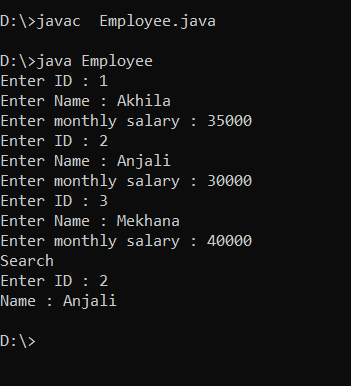 D:\>javac  Employee.java
D:\>java Employee
Enter ID : 1
Enter Name : Akhila
Enter monthly salary : 35000
Enter ID : 2
Enter Name : Anjali
Enter monthly salary : 30000
Enter ID : 3
Enter Name : Mekhana
Enter monthly salary : 40000
Search
Enter ID : 2
Name : Anjali
D:\>